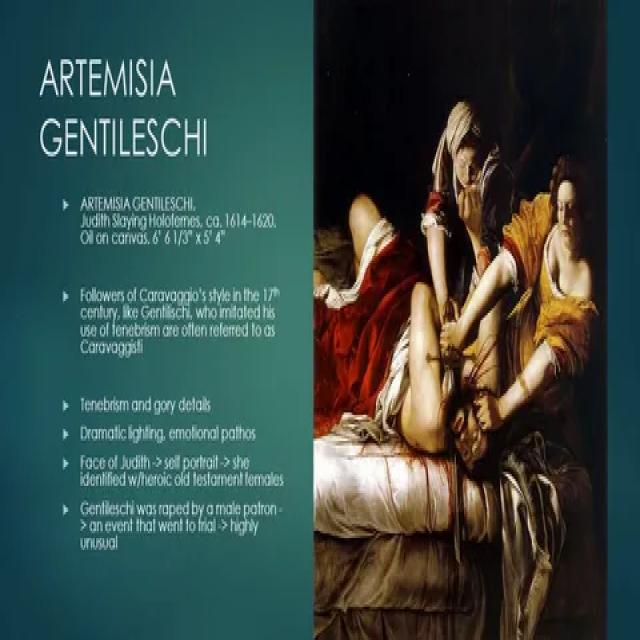 ARTEMISIA
GENTILESCHI
ARTEMISIA GENTILESCHI,
Judith Slaying Holofernes, ca. 1614-1620.
Oil on canvas, 6' 6 1/3" x 5' 4"
Followers of Caravaggio's style in the 17th
century, like Gentilischi, who imitated his
use of tenebrism are often referred to as
Caravaggisti
Tenebrism and gory details
Dramatic lighting, emotional pathos
Face of Judith -> self portrait -> she
identified w/heroic old testament females
Gentileschi was raped by a male patron -
> an event that went to trial -> highly
unusual